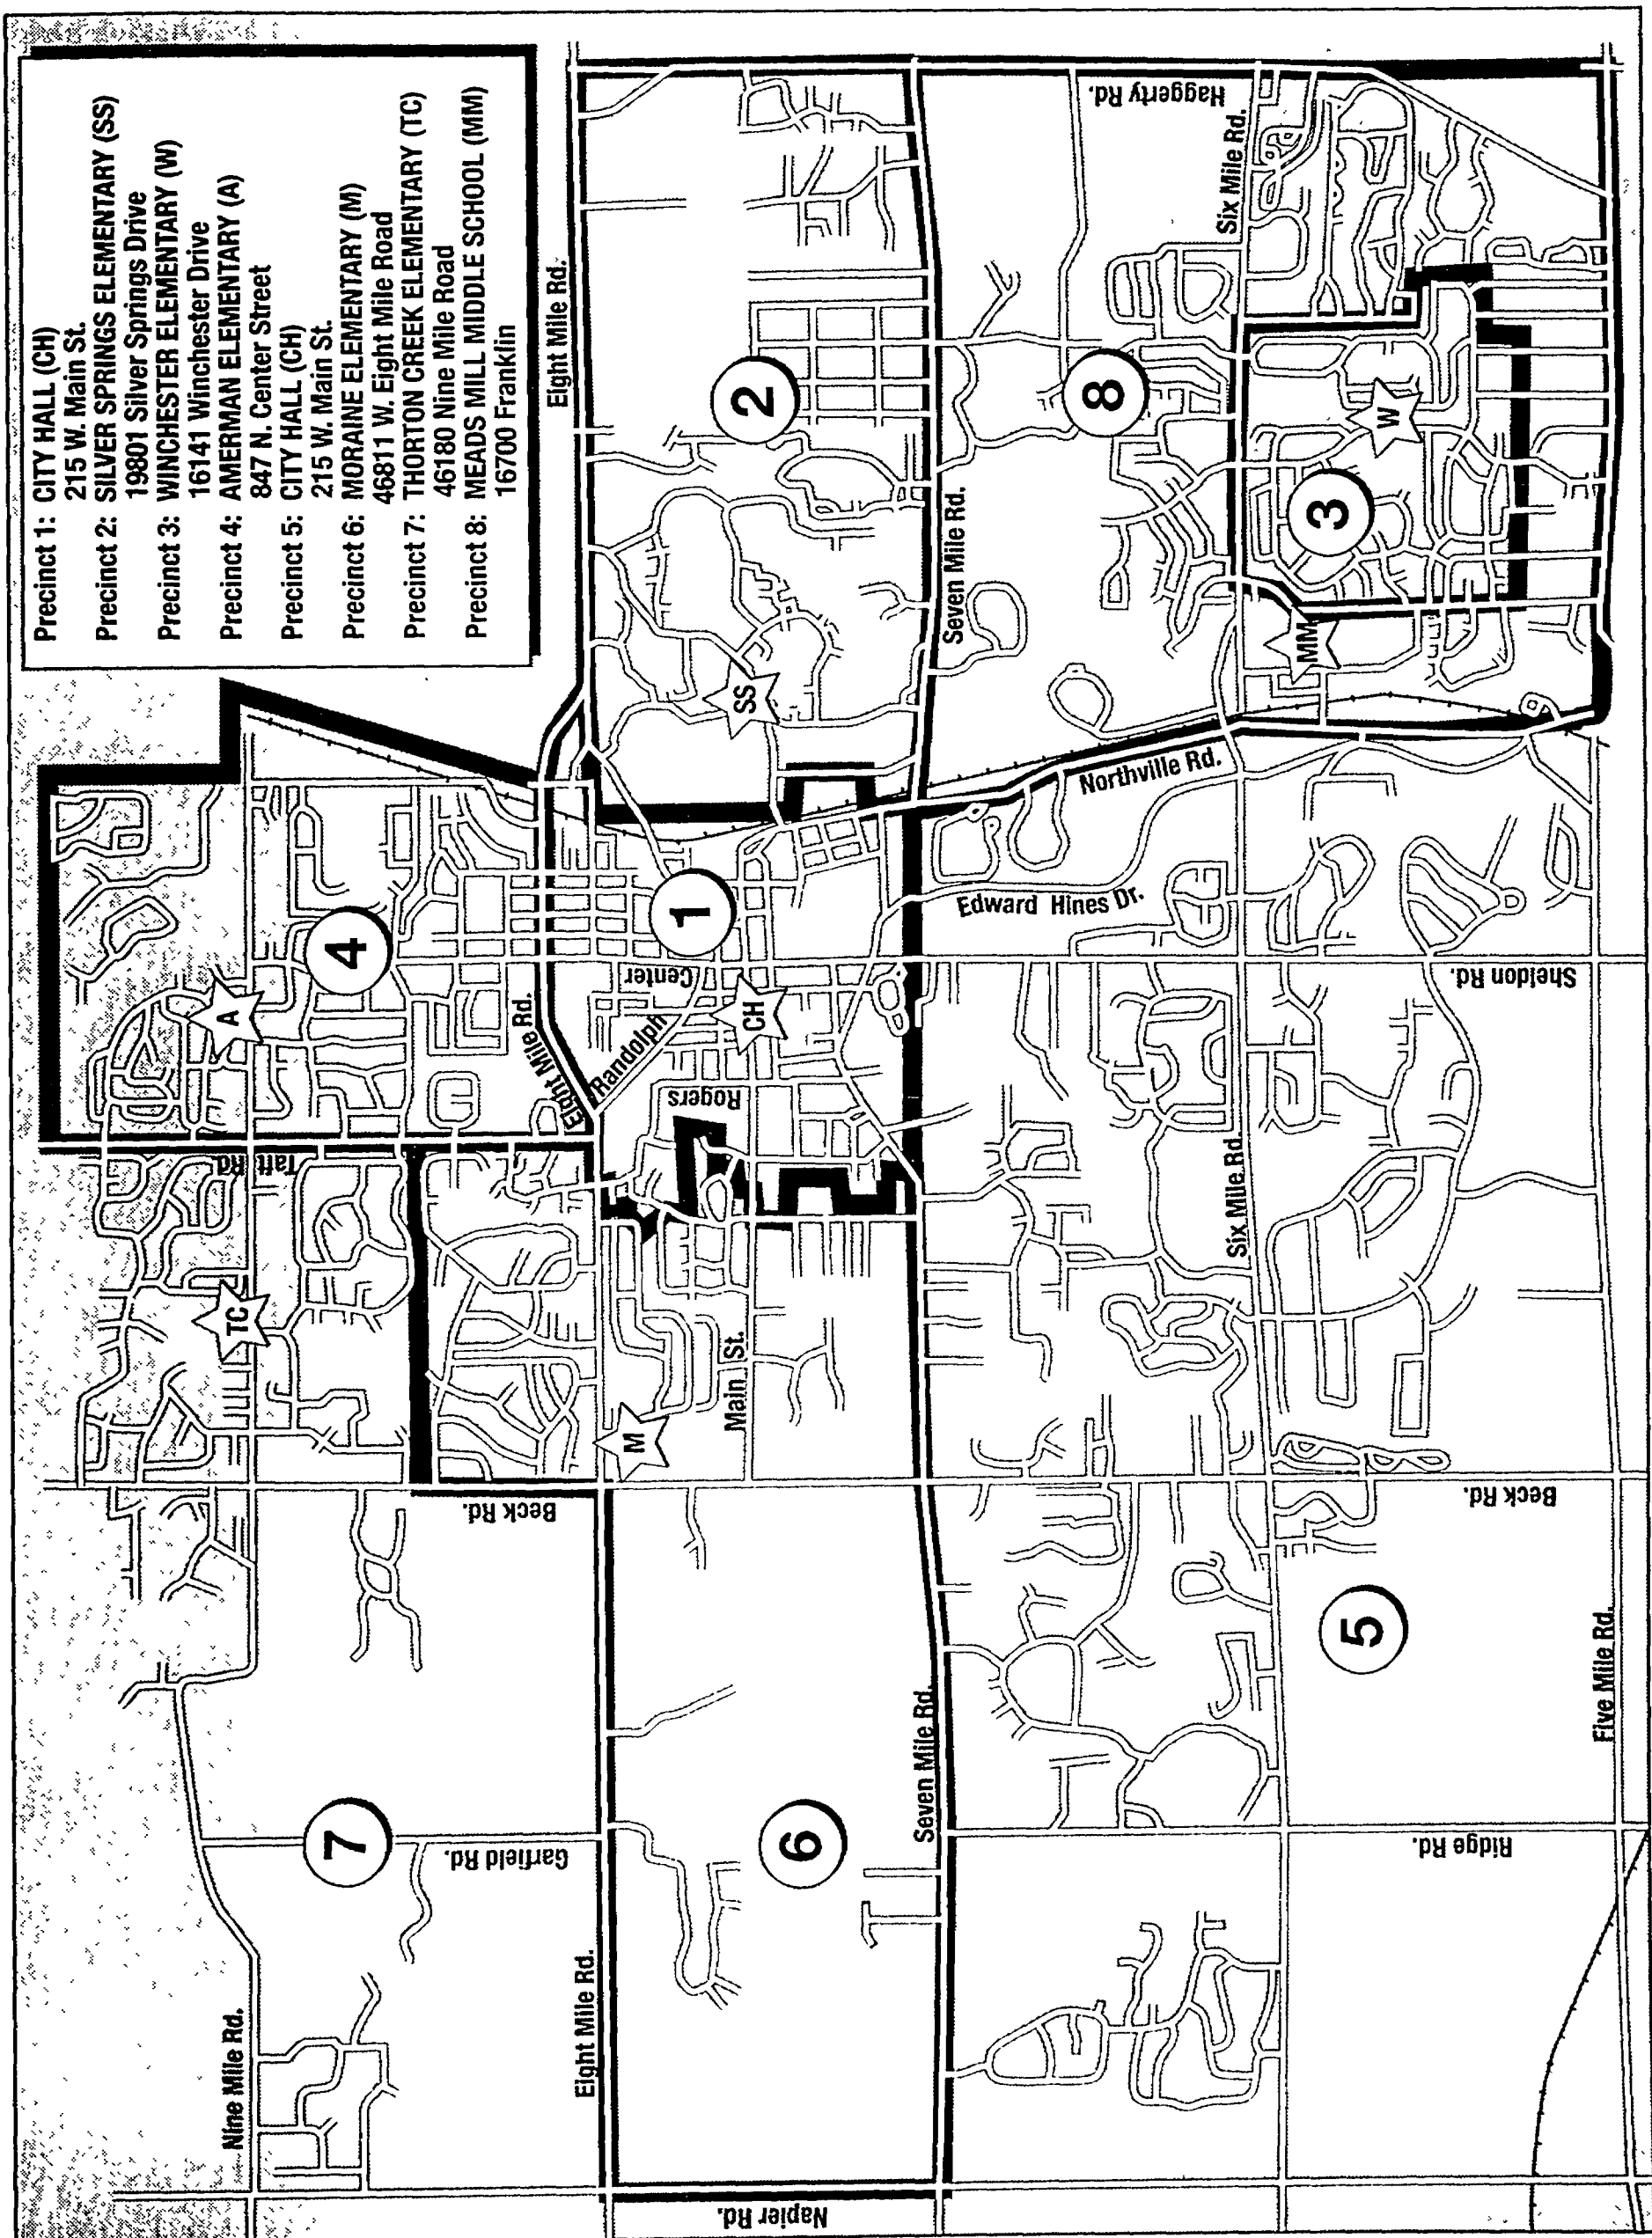 Precinct 1: CITY HALL (CH)
215 W. Main St.
Precinct 2: SILVER SPRINGS ELEMENTARY (SS)
19801 Silver Springs Drive
Precinct 3: WINCHESTER ELEMENTARY (W)
16141 Winchester Drive
Precinct 4: AMERMAN ELEMENTARY (A)
847 N. Center Street
Precinct 5: CITY HALL (CH)
215 W. Main St.
Precinct 6: MORAINE ELEMENTARY (M)
46811 W. Eight Mile Road
Precinct 7: THORTON CREEK ELEMENTARY (TC)
46180 Nine Mile Road
Precinct 8: MEADS MILL MIDDLE SCHOOL (MM)
16700 Franklin
Nine Mile Rd.
Taft Rd.
TC
A
7
4
Garfield Rd.
Beck Rd.
Eight Mile Rd.
Eight Mile Rd.
Eight Mile Rd.
Randolph
Center
M
Rogers
1
Main St.
CH
SS
2
6
Napier Rd.
Seven Mile Rd.
Seven Mile Rd.
Edward Hines Dr.
Northville Rd.
8
Haggerty Rd.
Six Mile Rd.
Six Mile Rd.
MM
3
W
5
Ridge Rd.
Beck Rd.
Sheldon Rd.
Five Mile Rd.